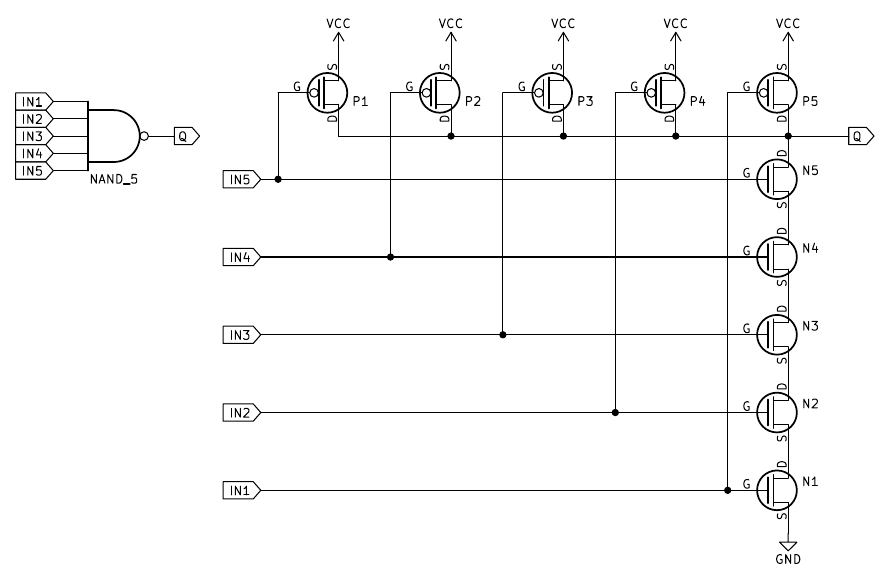 VCC VCC VCC VCC VCC
S S S S S
G G G G G
P1 P2 P3 P4 P5
D D D D D
IN1
IN2
IN3
IN4
IN5
Q
NAND_5
Q
D
IN5 G N5
S
D
IN4 G N4
S
D
IN3 G N3
S
D
IN2 G N2
S
D
IN1 G N1
S
GND